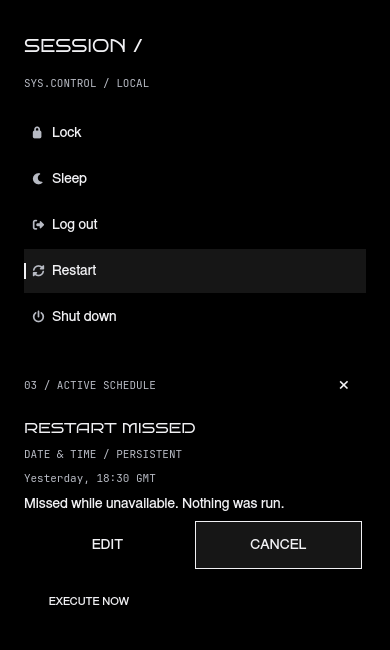 SESSION /
SYS.CONTROL / LOCAL
Lock
Sleep
Log out
Restart
Shut down
03 / ACTIVE SCHEDULE
RESTART MISSED
DATE & TIME / PERSISTENT
Yesterday, 18:30 GMT
Missed while unavailable. Nothing was run.
EDIT
CANCEL
EXECUTE NOW